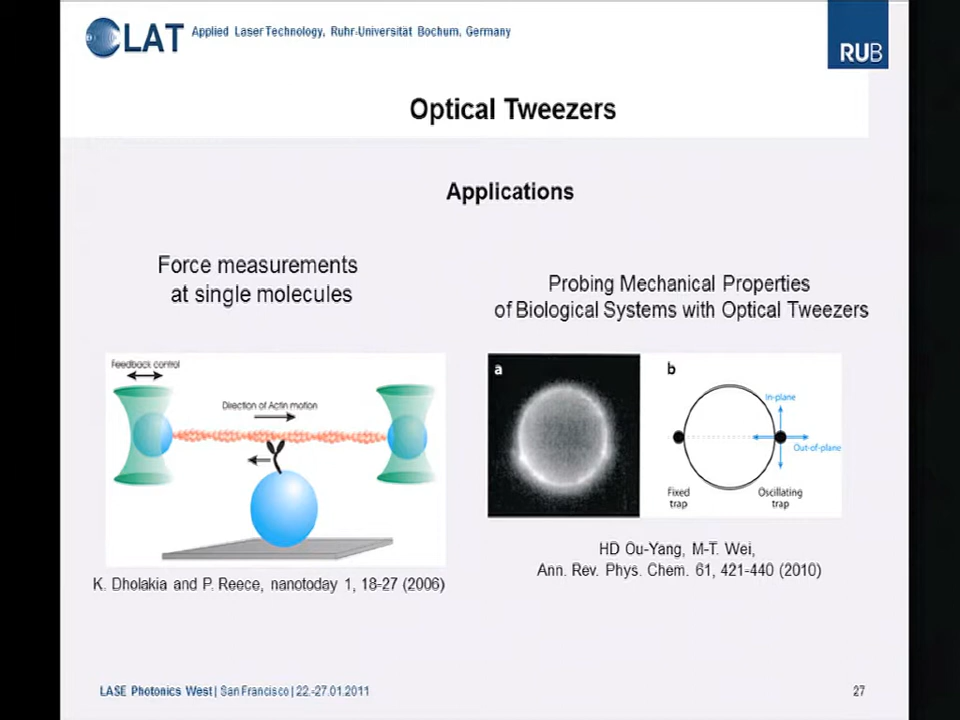 LAT Applied Laser Technology, Ruhr-Universität Bochum, Germany
RUB
Optical Tweezers
Applications
Force measurements
at single molecules
Feedback control
Direction of Actin motion
K. Dholakia and P. Reece, nanotoday 1, 18-27 (2006)
Probing Mechanical Properties
of Biological Systems with Optical Tweezers
a
b
In-plane
Out-of-plane
Fixed
trap
Oscillating
trap
HD Ou-Yang, M-T. Wei,
Ann. Rev. Phys. Chem. 61, 421-440 (2010)
LASE Photonics West | San Francisco | 22.-27.01.2011
27